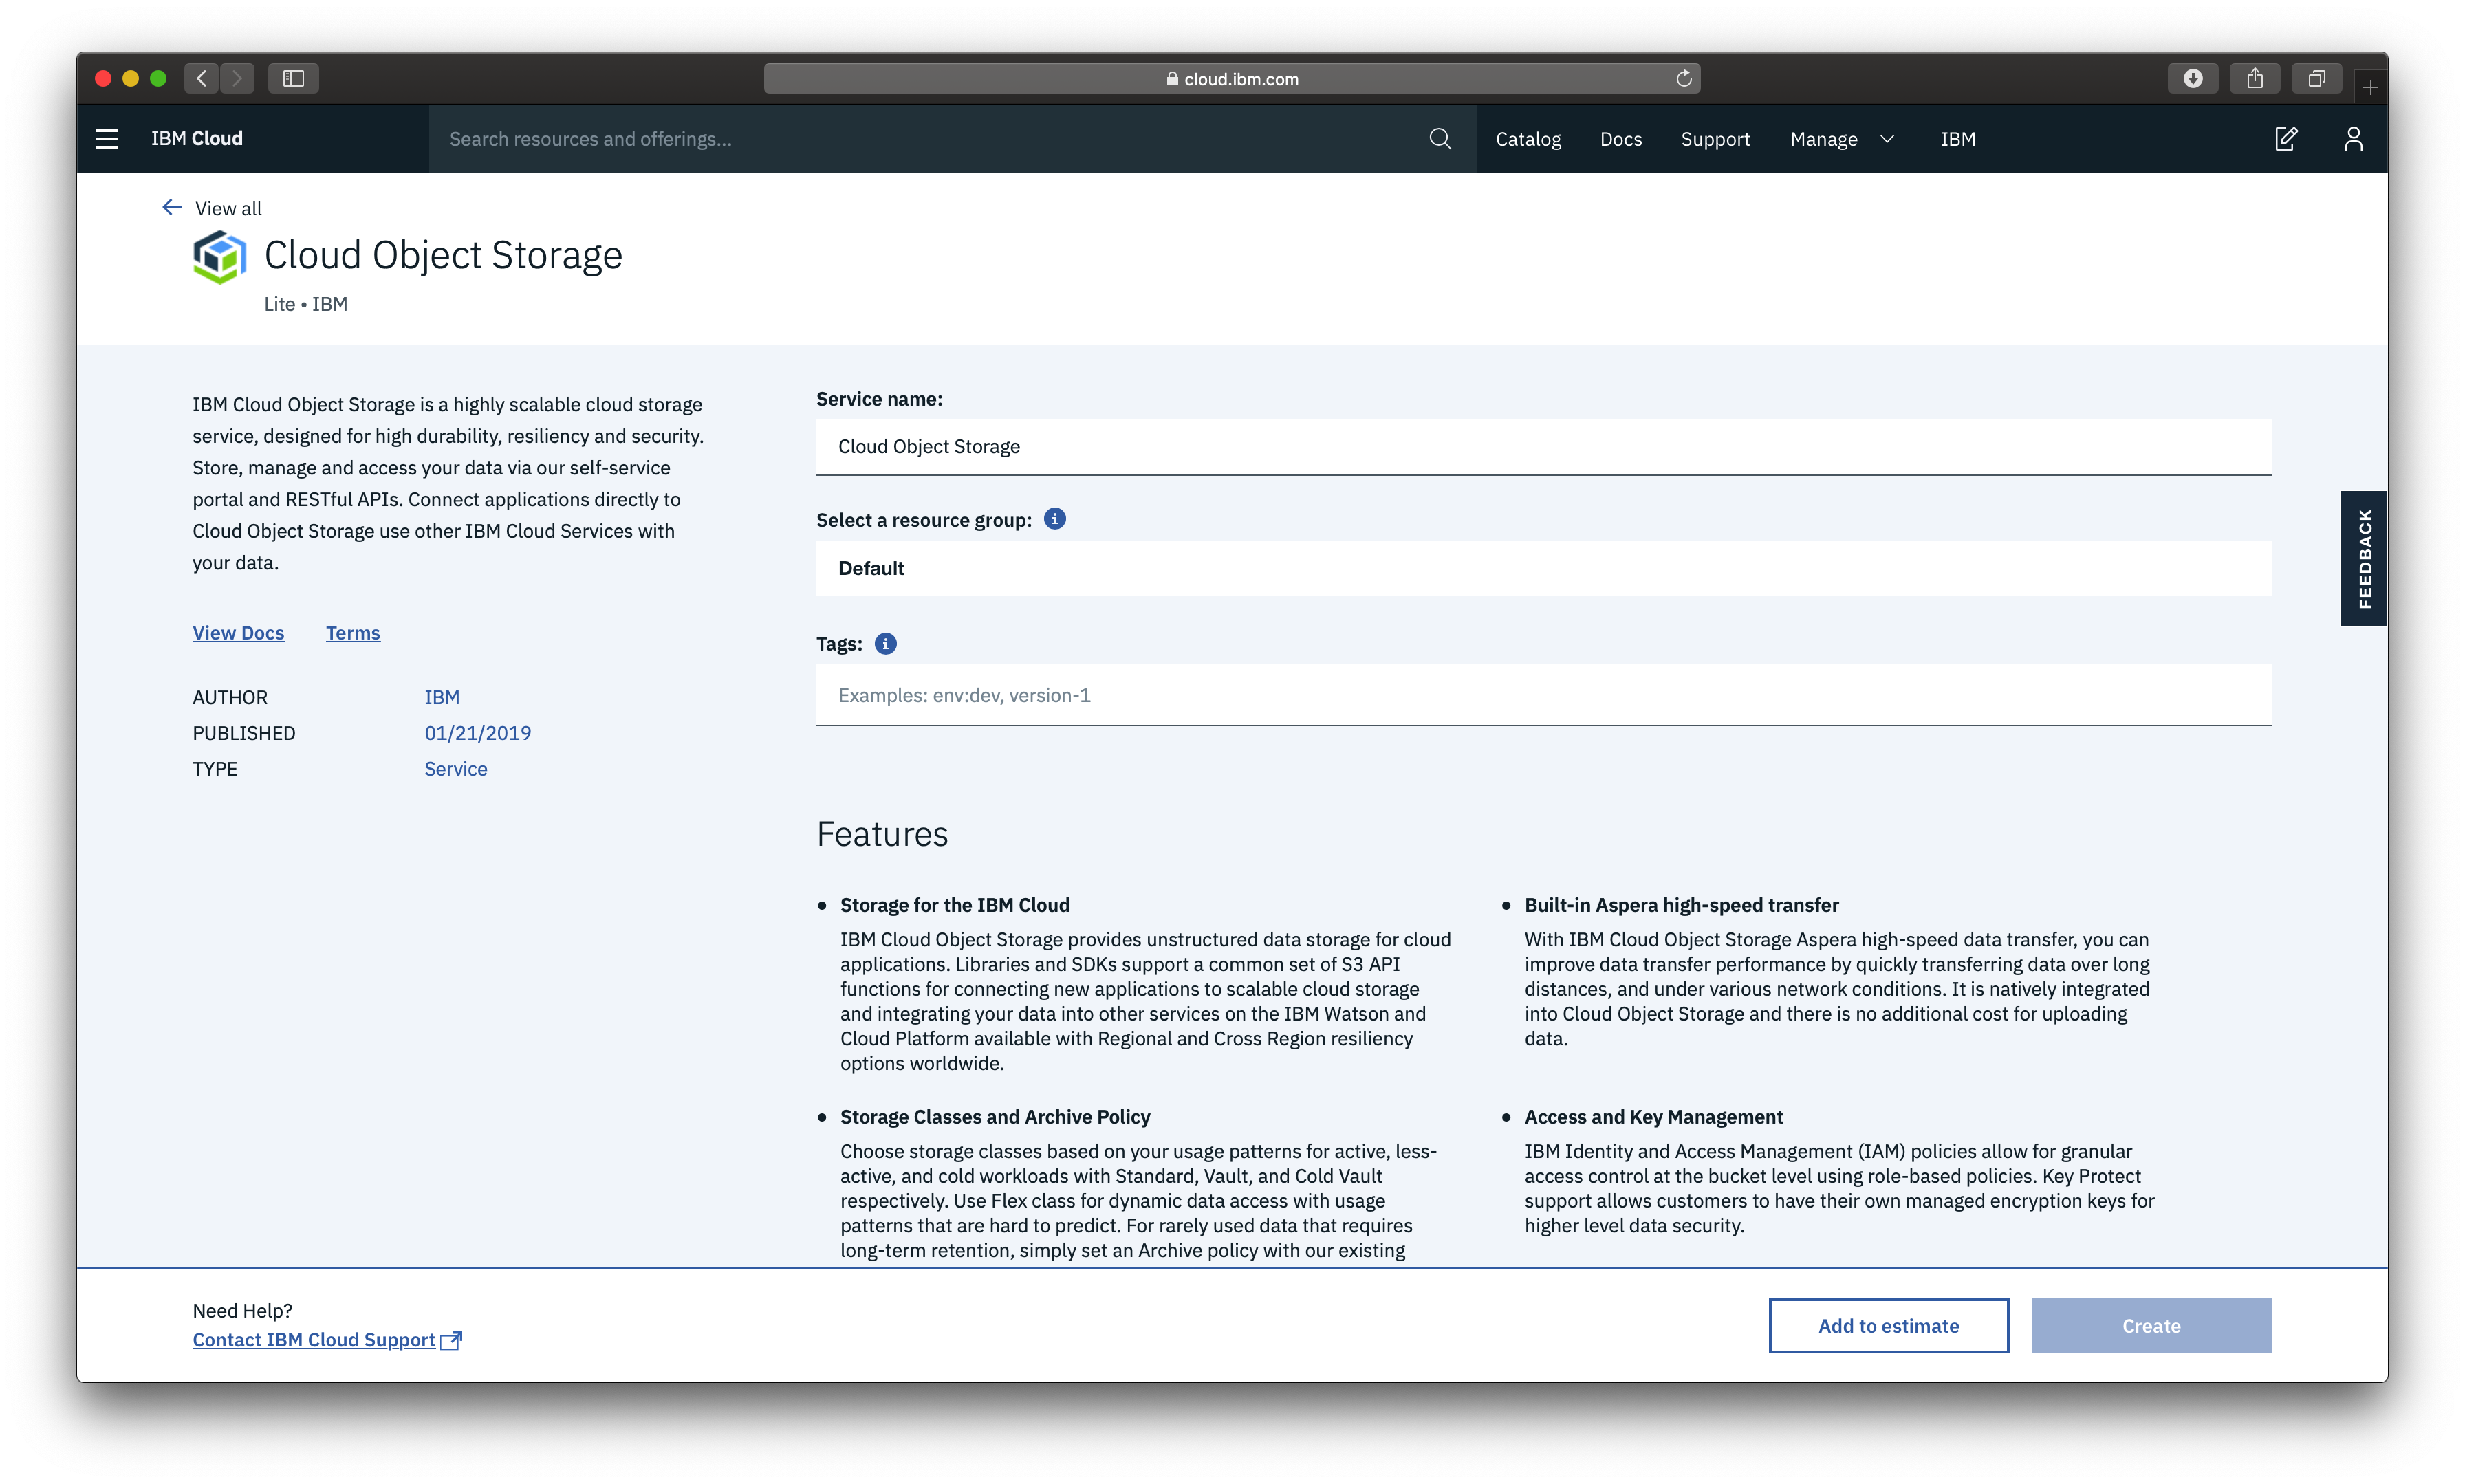 cloud.ibm.com
IBM Cloud
Search resources and offerings...
Catalog
Docs
Support
Manage
IBM
View all
Cloud Object Storage
Lite • IBM
IBM Cloud Object Storage is a highly scalable cloud storage
service, designed for high durability, resiliency and security.
Store, manage and access your data via our self-service
portal and RESTful APIs. Connect applications directly to
Cloud Object Storage use other IBM Cloud Services with
your data.
View Docs
Terms
AUTHOR IBM
PUBLISHED 01/21/2019
TYPE Service
Service name:
Cloud Object Storage
Select a resource group:
Default
Tags:
Examples: env:dev, version-1
FEEDBACK
Features
• Storage for the IBM Cloud
IBM Cloud Object Storage provides unstructured data storage for cloud
applications. Libraries and SDKs support a common set of S3 API
functions for connecting new applications to scalable cloud storage
and integrating your data into other services on the IBM Watson and
Cloud Platform available with Regional and Cross Region resiliency
options worldwide.
• Built-in Aspera high-speed transfer
With IBM Cloud Object Storage Aspera high-speed data transfer, you can
improve data transfer performance by quickly transferring data over long
distances, and under various network conditions. It is natively integrated
into Cloud Object Storage and there is no additional cost for uploading
data.
• Storage Classes and Archive Policy
Choose storage classes based on your usage patterns for active, less-
active, and cold workloads with Standard, Vault, and Cold Vault
respectively. Use Flex class for dynamic data access with usage
patterns that are hard to predict. For rarely used data that requires
long-term retention, simply set an Archive policy with our existing
• Access and Key Management
IBM Identity and Access Management (IAM) policies allow for granular
access control at the bucket level using role-based policies. Key Protect
support allows customers to have their own managed encryption keys for
higher level data security.
Need Help?
Contact IBM Cloud Support
Add to estimate
Create